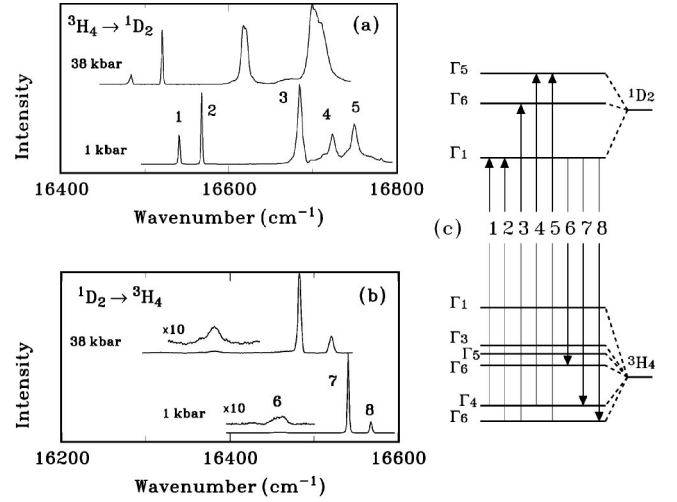 ³H₄→¹D₂
(a)
38 kbar
1
2
3
4
5
1 kbar
Intensity
16400
16600
16800
Wavenumber (cm⁻¹)
¹D₂→³H₄
(b)
x10
38 kbar
7
6
8
x10
1 kbar
Intensity
16200
16400
16600
Wavenumber (cm⁻¹)
Γ5
¹D₂
Γ6
Γ1
(c)
1 2 3 4 5 6 7 8
Γ1
Γ3
Γ5
³H₄
Γ6
Γ4
Γ6